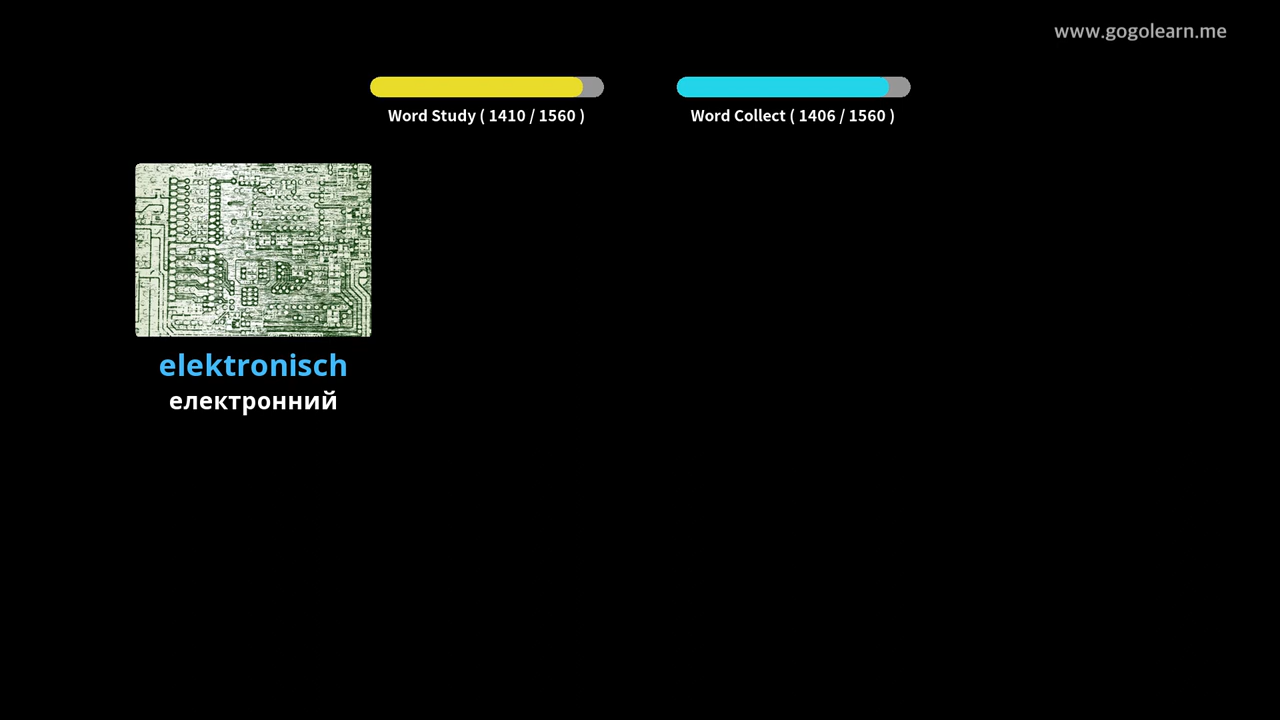 www.gogolearn.me
Word Study ( 1410 / 1560 )
Word Collect ( 1406 / 1560 )
elektronisch
електронний